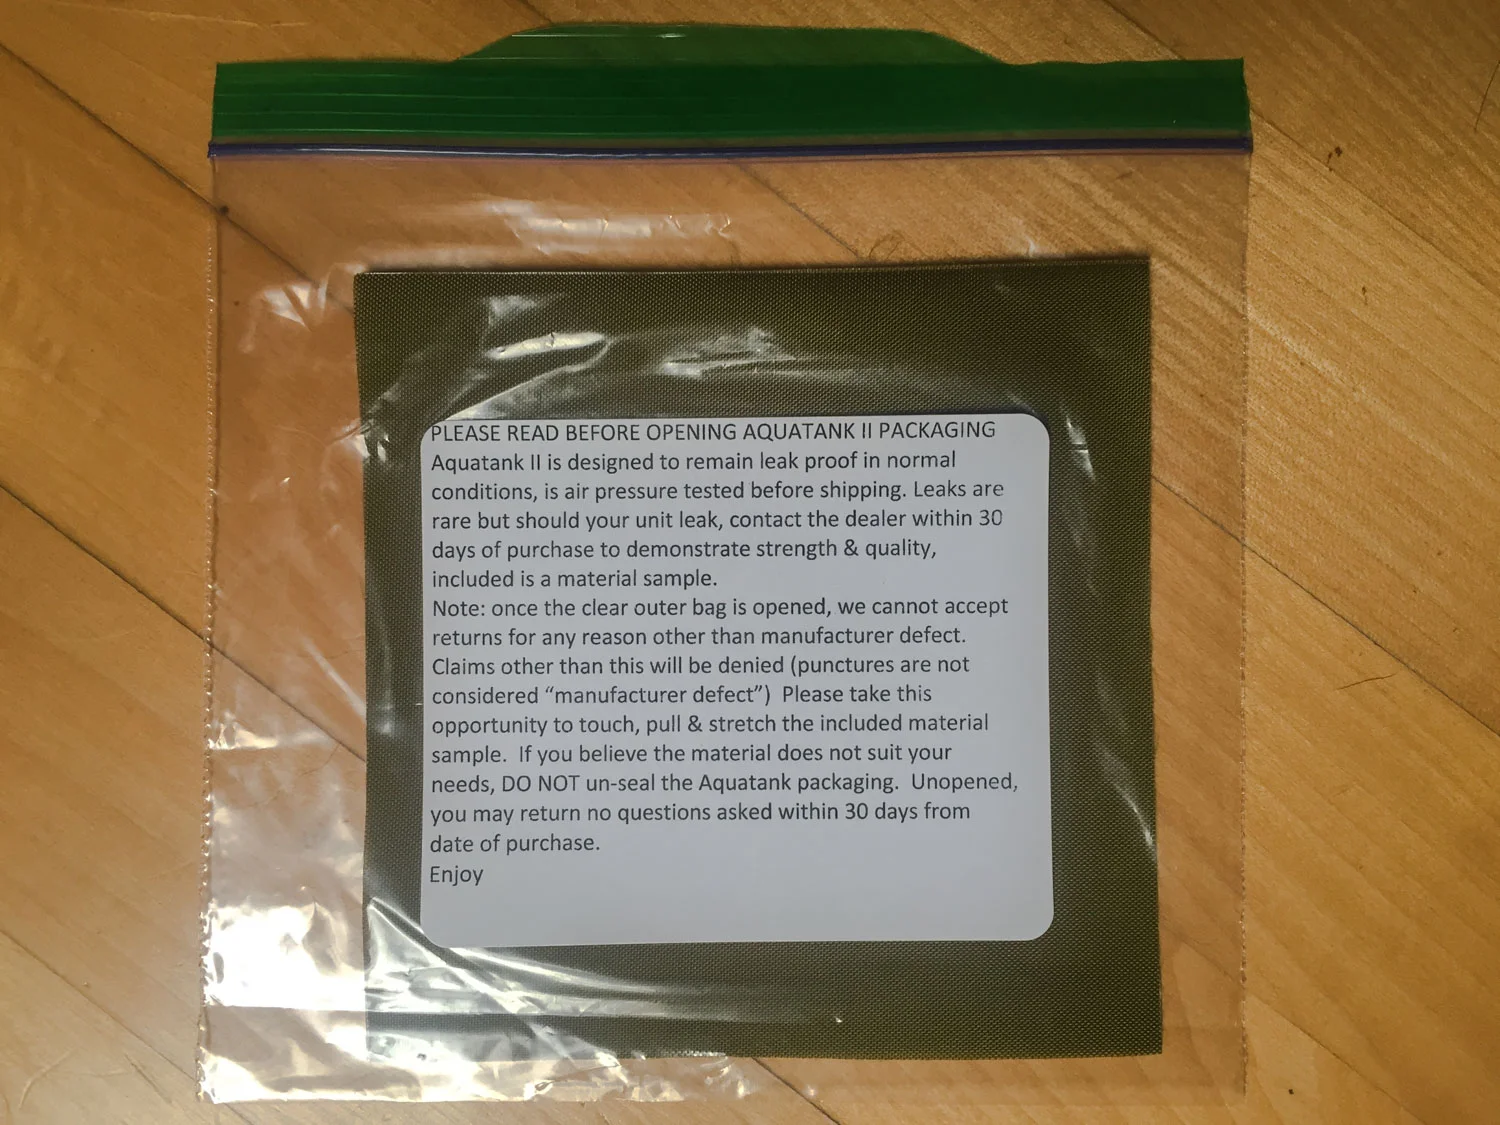 PLEASE READ BEFORE OPENING AQUATANK II PACKAGING
Aquatank II is designed to remain leak proof in normal
conditions, is air pressure tested before shipping. Leaks are
rare but should your unit leak, contact the dealer within 30
days of purchase to demonstrate strength & quality,
included is a material sample.
Note: once the clear outer bag is opened, we cannot accept
returns for any reason other than manufacturer defect.
Claims other than this will be denied (punctures are not
considered “manufacturer defect”)  Please take this
opportunity to touch, pull & stretch the included material
sample.  If you believe the material does not suit your
needs, DO NOT un-seal the Aquatank packaging.  Unopened,
you may return no questions asked within 30 days from
date of purchase.
Enjoy